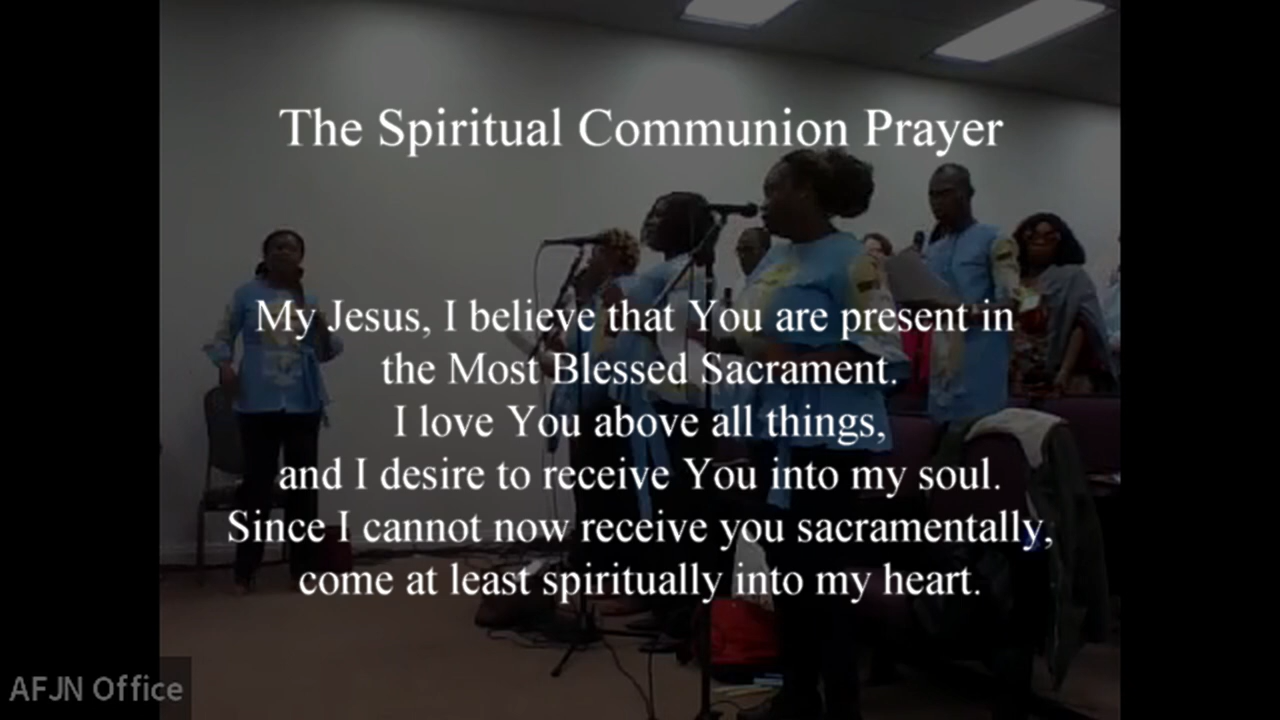 The Spiritual Communion Prayer
My Jesus, I believe that You are present in
the Most Blessed Sacrament.
I love You above all things,
and I desire to receive You into my soul.
Since I cannot now receive you sacramentally,
come at least spiritually into my heart.
AFJN Office